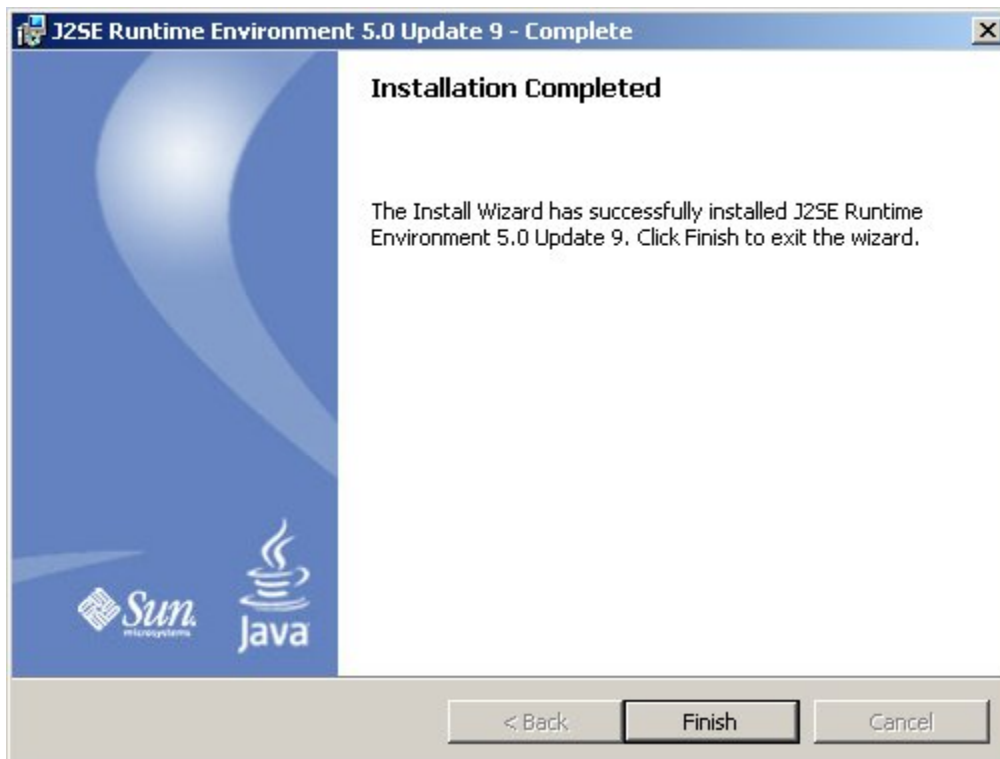 J2SE Runtime Environment 5.0 Update 9 - Complete
Installation Completed
The Install Wizard has successfully installed J2SE Runtime
Environment 5.0 Update 9. Click Finish to exit the wizard.
Sun
microsystems
Java
< Back
Finish
Cancel